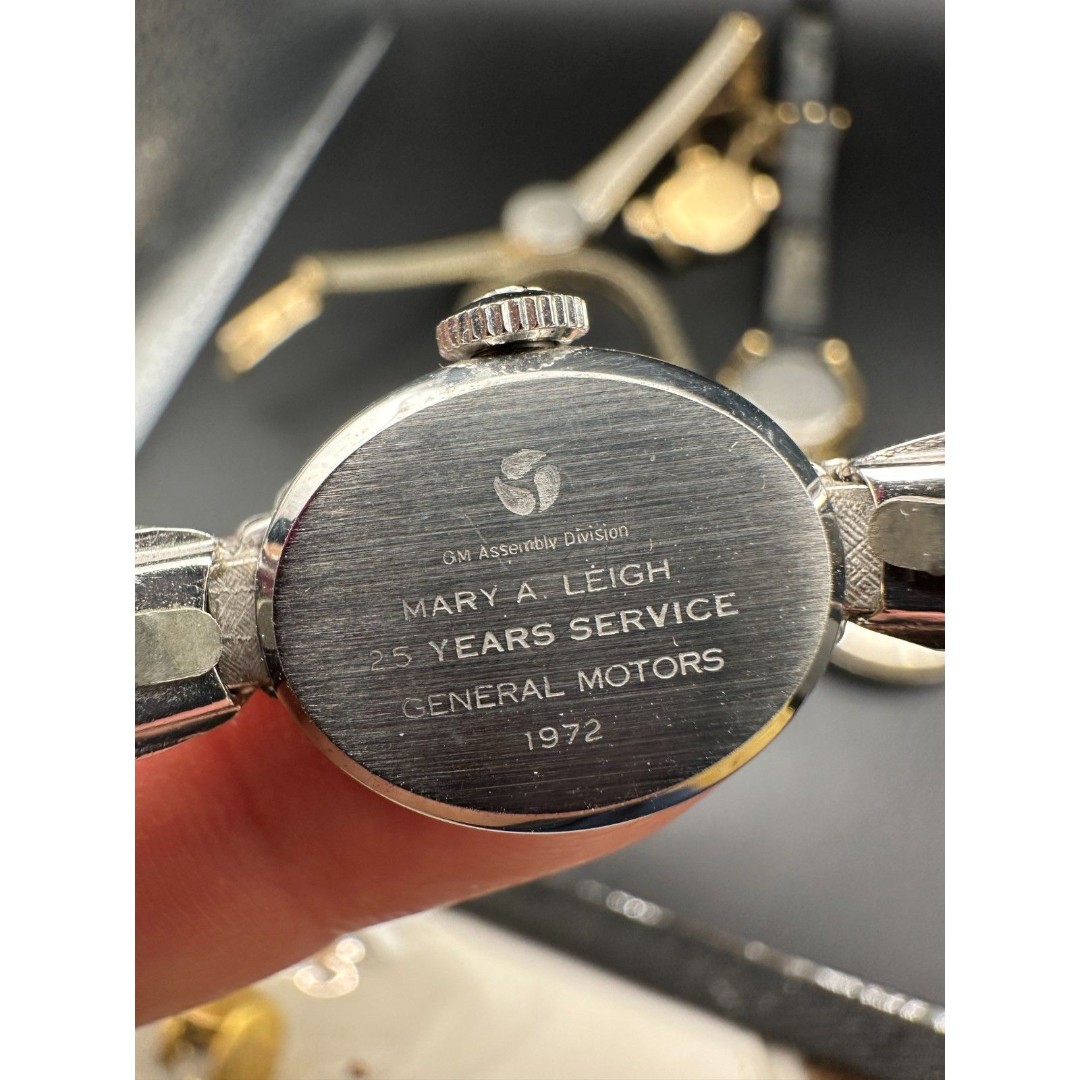 GM Assembly Division
MARY A. LEIGH
25 YEARS SERVICE
GENERAL MOTORS
1972